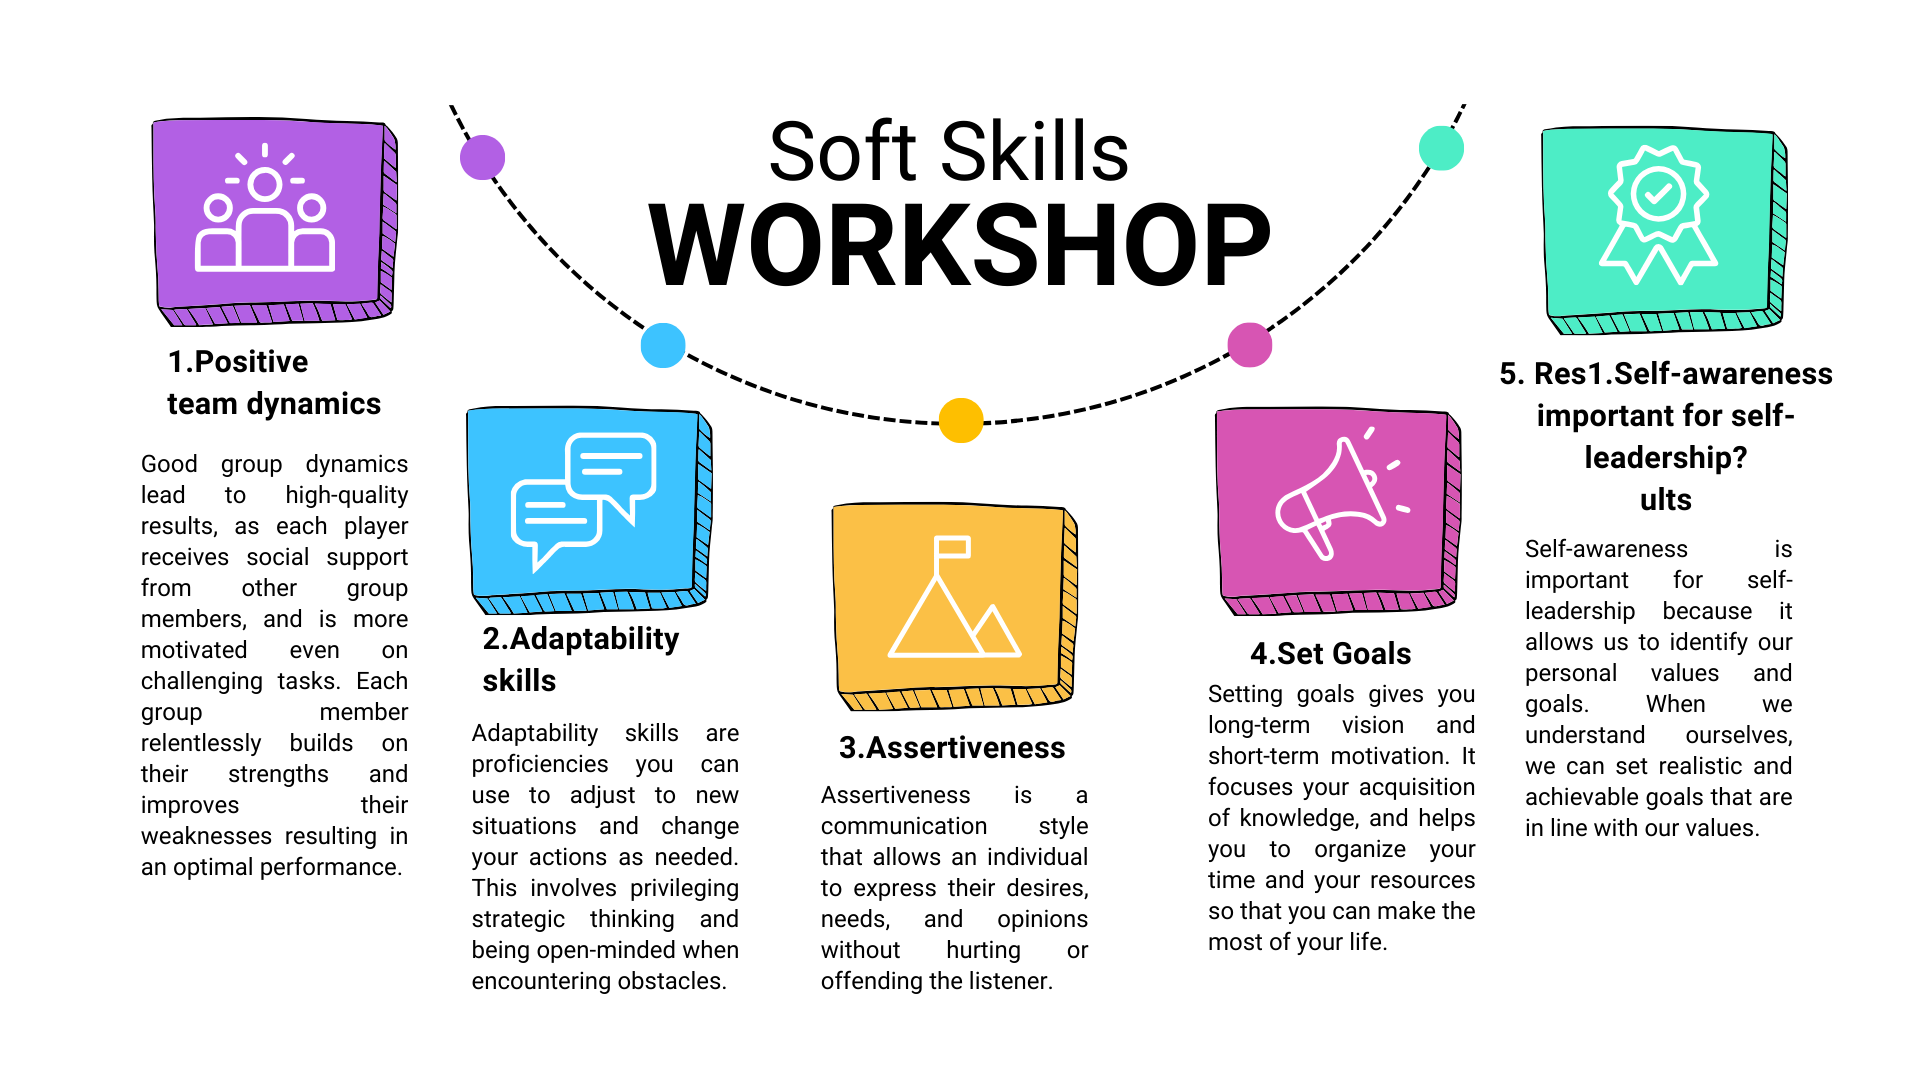 Soft Skills
WORKSHOP
1.Positive
team dynamics
Good group dynamics
lead to high-quality
results, as each player
receives social support
from other group
members, and is more
motivated even on
challenging tasks. Each
group member
relentlessly builds on
their strengths and
improves their
weaknesses resulting in
an optimal performance.
2.Adaptability
skills
Adaptability skills are
proficiencies you can
use to adjust to new
situations and change
your actions as needed.
This involves privileging
strategic thinking and
being open-minded when
encountering obstacles.
3.Assertiveness
Assertiveness is a
communication style
that allows an individual
to express their desires,
needs, and opinions
without hurting or
offending the listener.
4.Set Goals
Setting goals gives you
long-term vision and
short-term motivation. It
focuses your acquisition
of knowledge, and helps
you to organize your
time and your resources
so that you can make the
most of your life.
5. Res1.Self-awareness
important for self-
leadership?
ults
Self-awareness is
important for self-
leadership because it
allows us to identify our
personal values and
goals. When we
understand ourselves,
we can set realistic and
achievable goals that are
in line with our values.